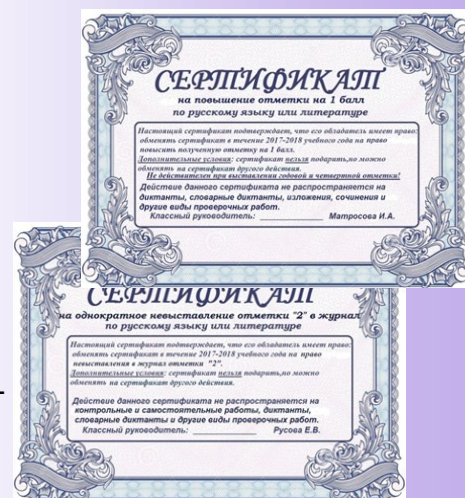 СЕРТИФИКАТ
на повышение отметки на 1 балл
по русскому языку или литературе
Настоящий сертификат подтверждает, что его обладатель имеет право:
обменять сертификат в течение 2017-2018 учебного года на право
повысить полученную отметку на 1 балл.
Дополнительные условия: сертификат нельзя подарить,но можно
обменять на сертификат другого действия.
Не действителен при выставлении годовой и четвертной отметки!
Действие данного сертификата не распространяется на
диктанты, словарные диктанты, изложения, сочинения и
другие виды проверочных работ.
Классный руководитель: _______________ Матросова И.А.
СЕРТИФИКАТ
на однократное невыставление отметки "2" в журнал
по русскому языку или литературе
Настоящий сертификат подтверждает, что его обладатель имеет право:
обменять сертификат в течение 2017-2018 учебного года на право
невыставления в журнал отметки "2".
Дополнительные условия: сертификат нельзя подарить,но можно
обменять на сертификат другого действия.
Действие данного сертификата не распространяется на
контрольные и самостоятельные работы, диктанты,
словарные диктанты и другие виды проверочных работ.
Классный руководитель: _______________ Русова Е.В.